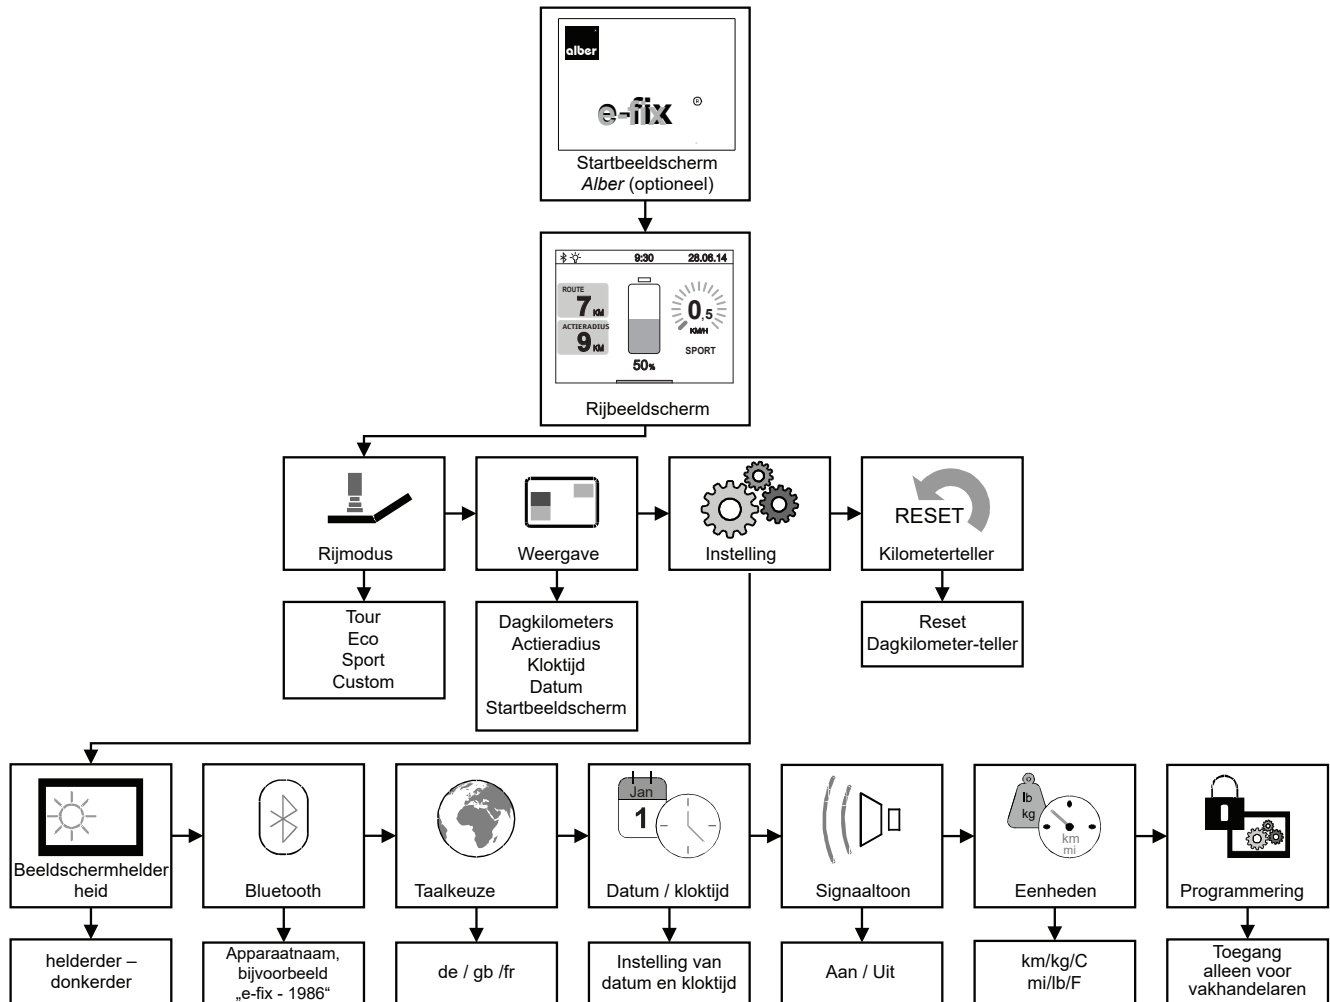 alber
e-fix ®
Startbeeldscherm
Alber (optioneel)
9:30 28.06.14
ROUTE
7 KM
ACTIERADIUS
9 KM
50%
0,5
KM/H
SPORT
Rijbeeldscherm
Rijmodus
Weergave
Instelling
RESET
Kilometerteller
Tour
Eco
Sport
Custom
Dagkilometers
Actieradius
Kloktijd
Datum
Startbeeldscherm
Reset
Dagkilometer-teller
Beeldschermhelder
heid
Bluetooth
Taalkeuze
Jan
1
Datum / kloktijd
Signaaltoon
lb
kg
km
mi
Eenheden
Programmering
helderder –
donkerder
Apparaatnaam,
bijvoorbeeld
„e-fix - 1986“
de / gb /fr
Instelling van
datum en kloktijd
Aan / Uit
km/kg/C
mi/lb/F
Toegang
alleen voor
vakhandelaren